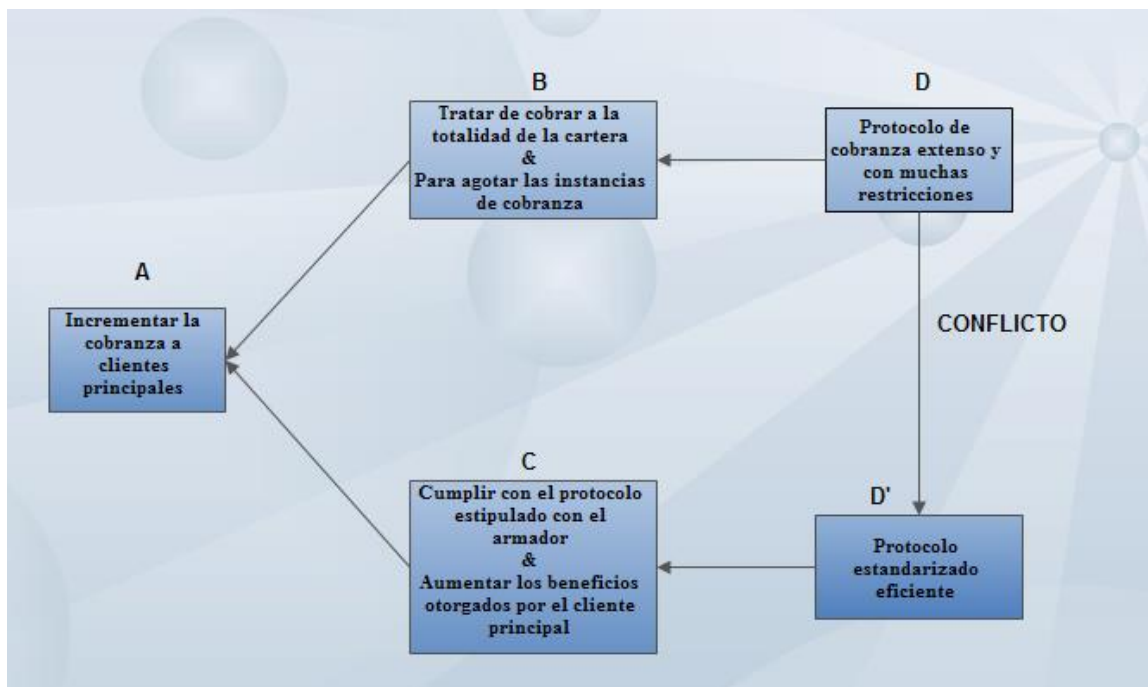 B
Tratar de cobrar a la
totalidad de la cartera
&
Para agotar las instancias
de cobranza
D
Protocolo de
cobranza extenso y
con muchas
restricciones
A
Incrementar la
cobranza a
clientes
principales
CONFLICTO
C
Cumplir con el protocolo
estipulado con el
armador
&
Aumentar los beneficios
otorgados por el cliente
principal
D'
Protocolo
estandarizado
eficiente